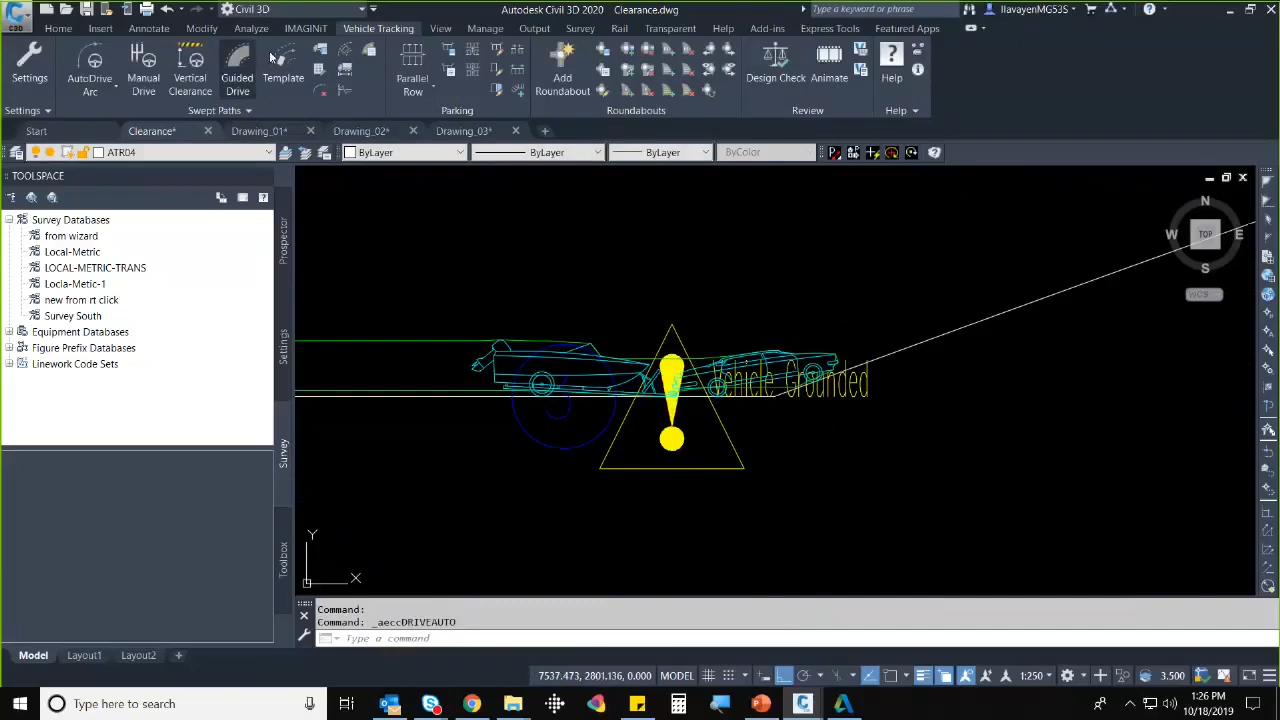 C3D
Civil 3D
Autodesk Civil 3D 2020 Clearance.dwg
Type a keyword or phrase
IlavayenMG53S
Home Insert Annotate Modify Analyze IMAGINiT Vehicle Tracking View Manage Output Survey Rail Transparent Help Add-ins Express Tools Featured Apps
Settings
AutoDrive Arc
Manual Drive
Vertical Clearance
Guided Drive
Template
Parallel Row
Add Roundabout
Design Check
Animate
Help
Settings
Swept Paths
Parking
Roundabouts
Review
Help
Start Clearance* Drawing_01* Drawing_02* Drawing_03*
ATR04
ByLayer
ByLayer
ByLayer
ByColor
TOOLSPACE
Survey Databases
from wizard
Local-Metric
LOCAL-METRIC-TRANS
Locla-Metic-1
new from rt click
Survey South
Equipment Databases
Figure Prefix Databases
Linework Code Sets
Prospector
Settings
Survey
Toolbox
N
W TOP E
S
WCS
Vehicle Grounded
Y
X
Command:
Command: _aeccDRIVEAUTO
Type a command
Model Layout1 Layout2
7537.473, 2801.136, 0.000 MODEL
1:250
3.500
Type here to search
1:26 PM
10/18/2019